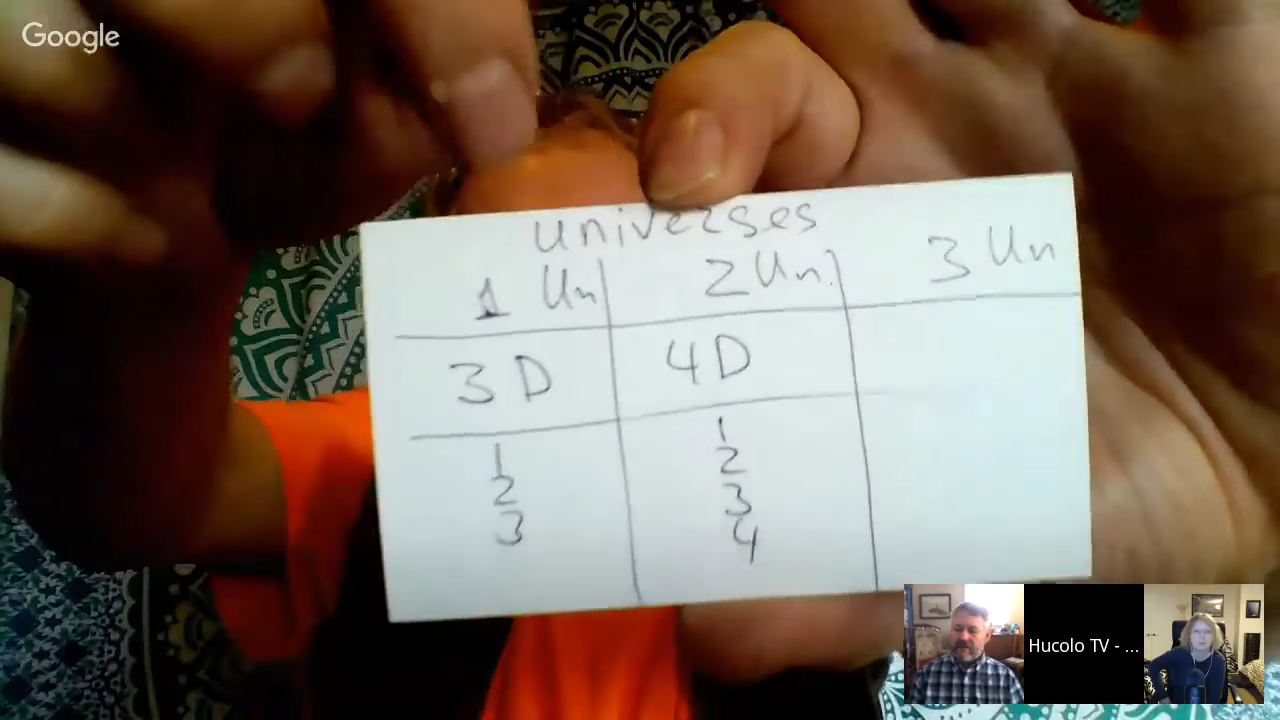 Google
universes
1 Un 2 Un. 3 Un
3 D 4 D
1 1
2 2
3 3
4
Hucolo TV - ...